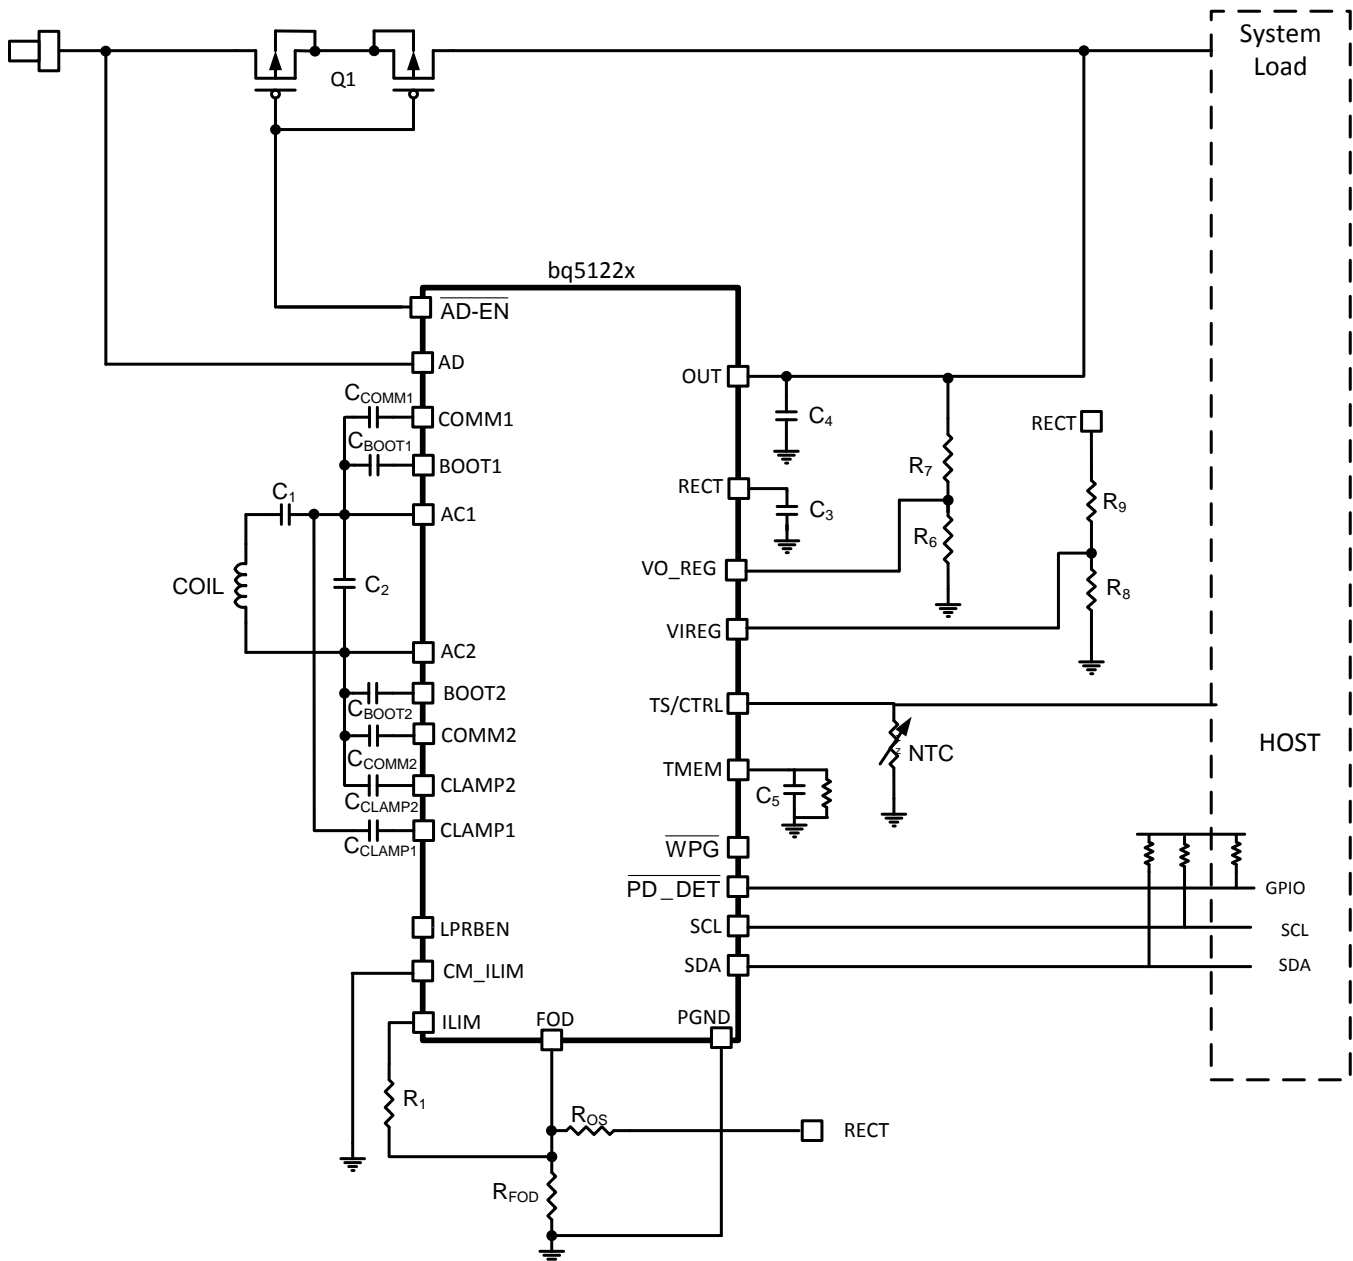 System
Load
Q1
bq5122x
AD-EN
AD
CCOMM1
COMM1
CBOOT1
BOOT1
C1
AC1
COIL
C2
AC2
BOOT2
CBOOT2
COMM2
CCOMM2
CLAMP2
CCLAMP2
CLAMP1
CCLAMP1
LPRBEN
CM_ILIM
ILIM
FOD
PGND
OUT
C4
R7
RECT
RECT
C3
R9
R6
VO_REG
R8
VIREG
TS/CTRL
NTC
HOST
TMEM
C5
WPG
PD_DET
GPIO
SCL
SCL
SDA
SDA
R1
ROS
RECT
RFOD